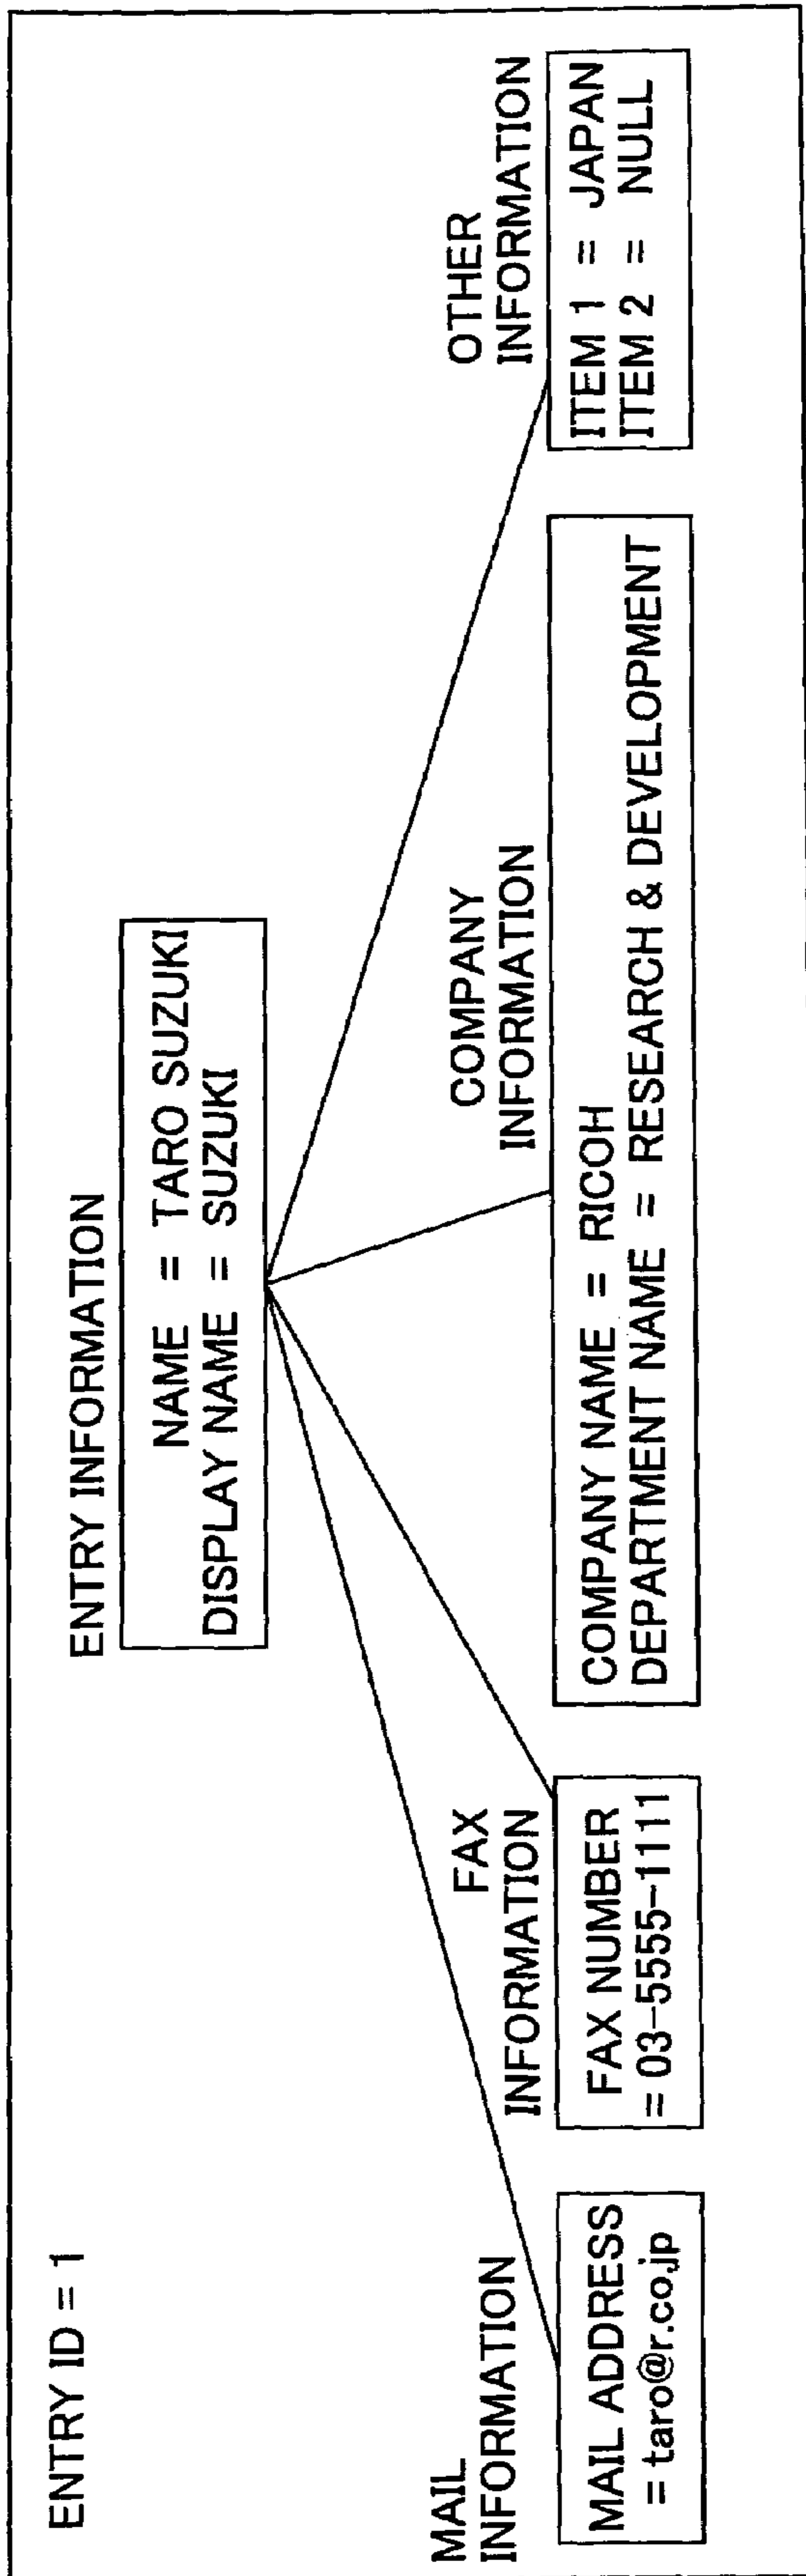 ENTRY ID = 1
ENTRY INFORMATION
NAME = TARO SUZUKI
DISPLAY NAME = SUZUKI
MAIL
INFORMATION
MAIL ADDRESS
= taro@r.co.jp
FAX
INFORMATION
FAX NUMBER
= 03-5555-1111
COMPANY
INFORMATION
COMPANY NAME = RICOH
DEPARTMENT NAME = RESEARCH & DEVELOPMENT
OTHER
INFORMATION
ITEM 1 = JAPAN
ITEM 2 = NULL